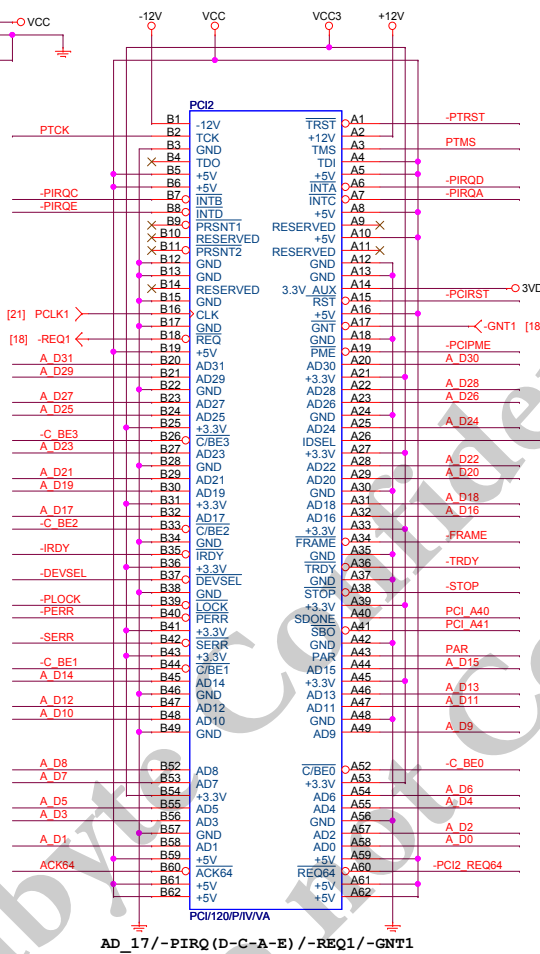 VCC
-12V VCC VCC3 +12V
PCI2
B1 -12V TRST A1 -PTRST
PTCK B2 TCK +12V A2
B3 GND TMS A3 PTMS
B4 TDO TDI A4
B5 +5V +5V A5
B6 +5V INTA A6 -PIRQD
-PIRQC B7 INTB INTC A7 -PIRQA
-PIRQE B8 INTD +5V A8
B9 PRSNT1 RESERVED A9
B10 RESERVED +5V A10
B11 PRSNT2 RESERVED A11
B12 GND GND A12
B13 GND GND A13
B14 RESERVED 3.3V_AUX A14 3VD
B15 GND RST A15 -PCIRST
[21] PCLK1 B16 CLK +5V A16
B17 GND GNT A17 -GNT1 [18
[18] -REQ1 B18 REQ GND A18
B19 +5V PME A19 -PCIPME
A_D31 B20 AD31 AD30 A20 A_D30
A_D29 B21 AD29 +3.3V A21
B22 GND AD28 A22 A_D28
A_D27 B23 AD27 AD26 A23 A_D26
A_D25 B24 AD25 GND A24
B25 +3.3V AD24 A25 A_D24
-C_BE3 B26 C/BE3 IDSEL A26
A_D23 B27 AD23 +3.3V A27
B28 GND AD22 A28 A_D22
A_D21 B29 AD21 AD20 A29 A_D20
A_D19 B30 AD19 GND A30
B31 +3.3V AD18 A31 A_D18
A_D17 B32 AD17 AD16 A32 A_D16
-C_BE2 B33 C/BE2 +3.3V A33
B34 GND FRAME A34 -FRAME
-IRDY B35 IRDY GND A35
B36 +3.3V TRDY A36 -TRDY
-DEVSEL B37 DEVSEL GND A37
B38 GND STOP A38 -STOP
-PLOCK B39 LOCK +3.3V A39
-PERR B40 PERR SDONE A40 PCI_A40
B41 +3.3V SBO A41 PCI_A41
-SERR B42 SERR GND A42
B43 +3.3V PAR A43 PAR
-C_BE1 B44 C/BE1 AD15 A44 A_D15
A_D14 B45 AD14 +3.3V A45
B46 GND AD13 A46 A_D13
A_D12 B47 AD12 AD11 A47 A_D11
A_D10 B48 AD10 GND A48
B49 GND AD9 A49 A_D9
A_D8 B52 AD8 C/BE0 A52 -C_BE0
A_D7 B53 AD7 +3.3V A53
B54 +3.3V AD6 A54 A_D6
A_D5 B55 AD5 AD4 A55 A_D4
A_D3 B56 AD3 GND A56
B57 GND AD2 A57 A_D2
A_D1 B58 AD1 AD0 A58 A_D0
B59 +5V +5V A59
ACK64 B60 ACK64 REQ64 A60 -PCI2_REQ64
B61 +5V +5V A61
B62 +5V +5V A62
PCI/120/P/IV/VA
AD_17/-PIRQ(D-C-A-E)/-REQ1/-GNT1